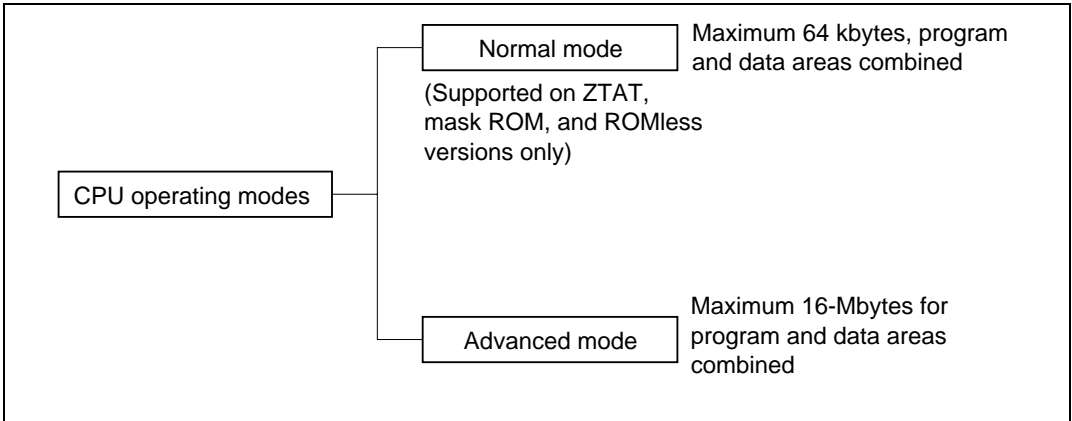 Normal mode
Maximum 64 kbytes, program
and data areas combined
(Supported on ZTAT,
mask ROM, and ROMless
versions only)
CPU operating modes
Advanced mode
Maximum 16-Mbytes for
program and data areas
combined